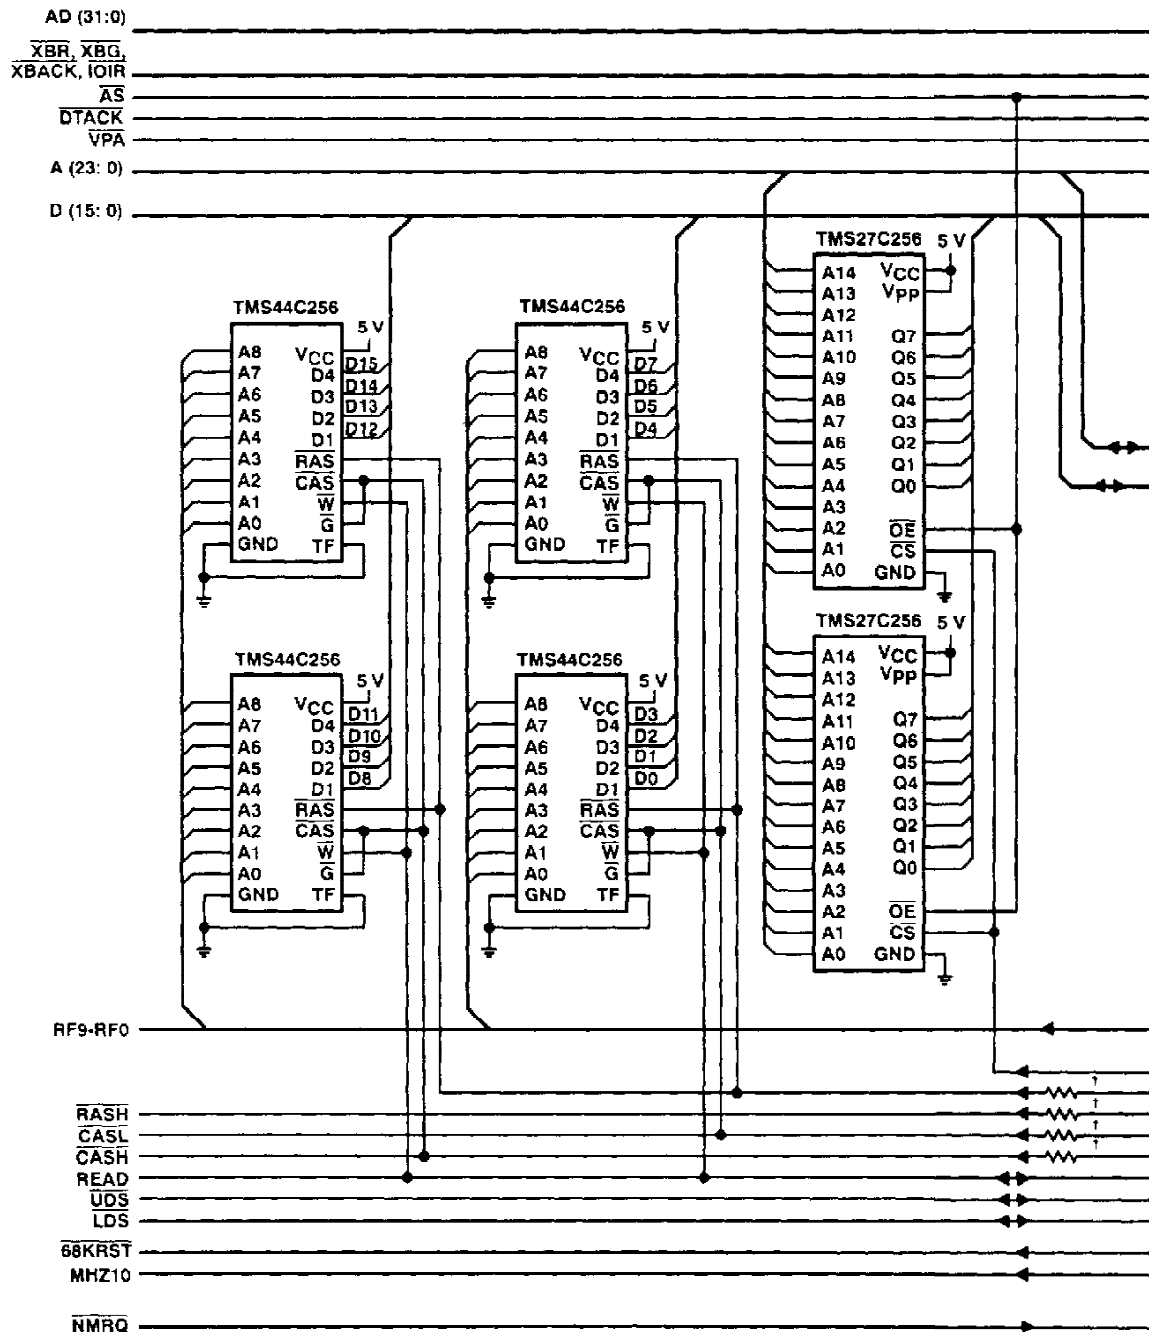 AD (31:0)
XBR, XBG,
XBACK, IOIR
AS
DTACK
VPA
A (23: 0)
D (15: 0)
TMS44C256
5 V
A8
A7
A6
A5
A4
A3
A2
A1
A0
GND
VCC
D4
D3
D2
D1
RAS
CAS
W
G
TF
D15
D14
D13
D12
TMS44C256
5 V
A8
A7
A6
A5
A4
A3
A2
A1
A0
GND
VCC
D4
D3
D2
D1
RAS
CAS
W
G
TF
D7
D6
D5
D4
TMS27C256
5 V
A14
A13
A12
A11
A10
A9
A8
A7
A6
A5
A4
A3
A2
A1
A0
VCC
VPP
Q7
Q6
Q5
Q4
Q3
Q2
Q1
Q0
OE
CS
GND
TMS44C256
5 V
A8
A7
A6
A5
A4
A3
A2
A1
A0
GND
VCC
D4
D3
D2
D1
RAS
CAS
W
G
TF
D11
D10
D9
D8
TMS44C256
5 V
A8
A7
A6
A5
A4
A3
A2
A1
A0
GND
VCC
D4
D3
D2
D1
RAS
CAS
W
G
TF
D3
D2
D1
D0
TMS27C256
5 V
A14
A13
A12
A11
A10
A9
A8
A7
A6
A5
A4
A3
A2
A1
A0
VCC
VPP
Q7
Q6
Q5
Q4
Q3
Q2
Q1
Q0
OE
CS
GND
RF9-RF0
†
†
†
†
RASH
CASL
CASH
READ
UDS
LDS
68KRST
MHZ10
NMRQ